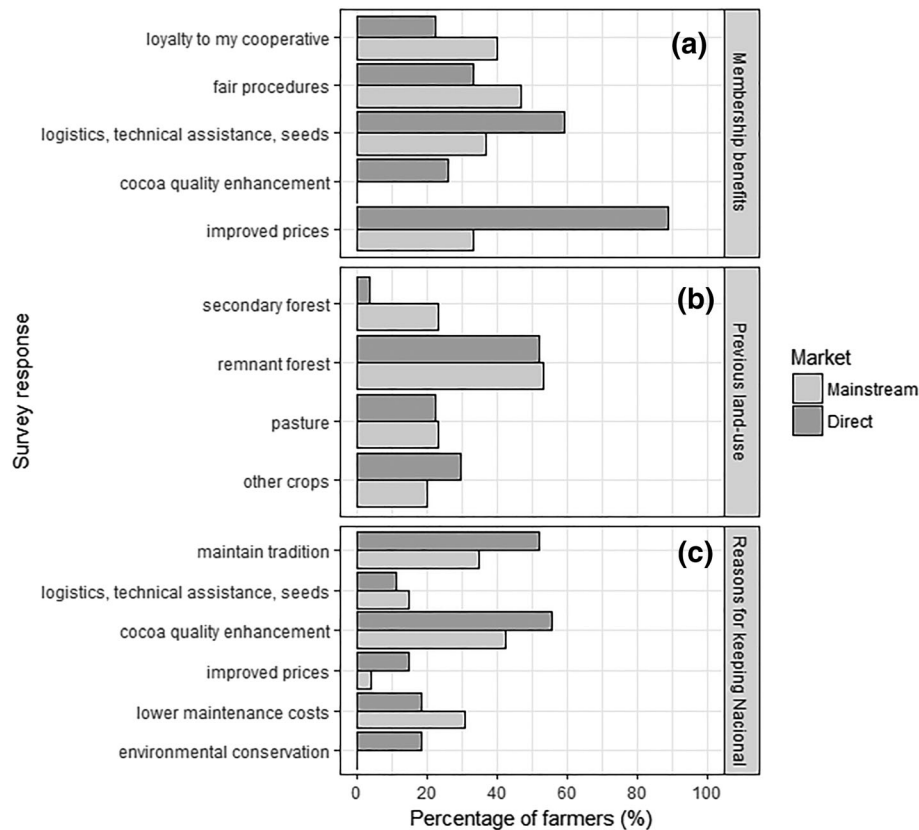 Survey response
(a)
Membership benefits
loyalty to my cooperative
fair procedures
logistics, technical assistance, seeds
cocoa quality enhancement
improved prices
(b)
Previous land-use
secondary forest
remnant forest
pasture
other crops
(c)
Reasons for keeping Nacional
maintain tradition
logistics, technical assistance, seeds
cocoa quality enhancement
improved prices
lower maintenance costs
environmental conservation
0 20 40 60 80 100
Percentage of farmers (%)
Market
Mainstream
Direct